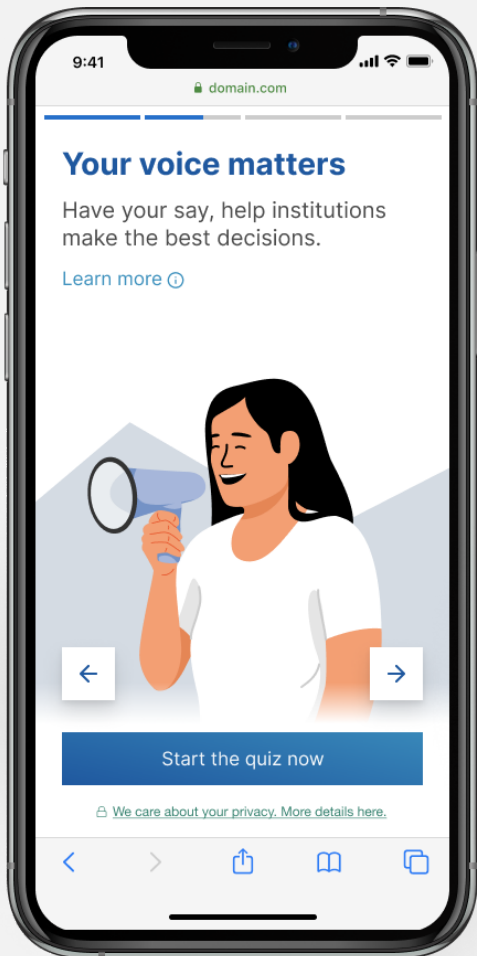 9:41
domain.com
Your voice matters
Have your say, help institutions
make the best decisions.
Learn more
Start the quiz now
We care about your privacy. More details here.